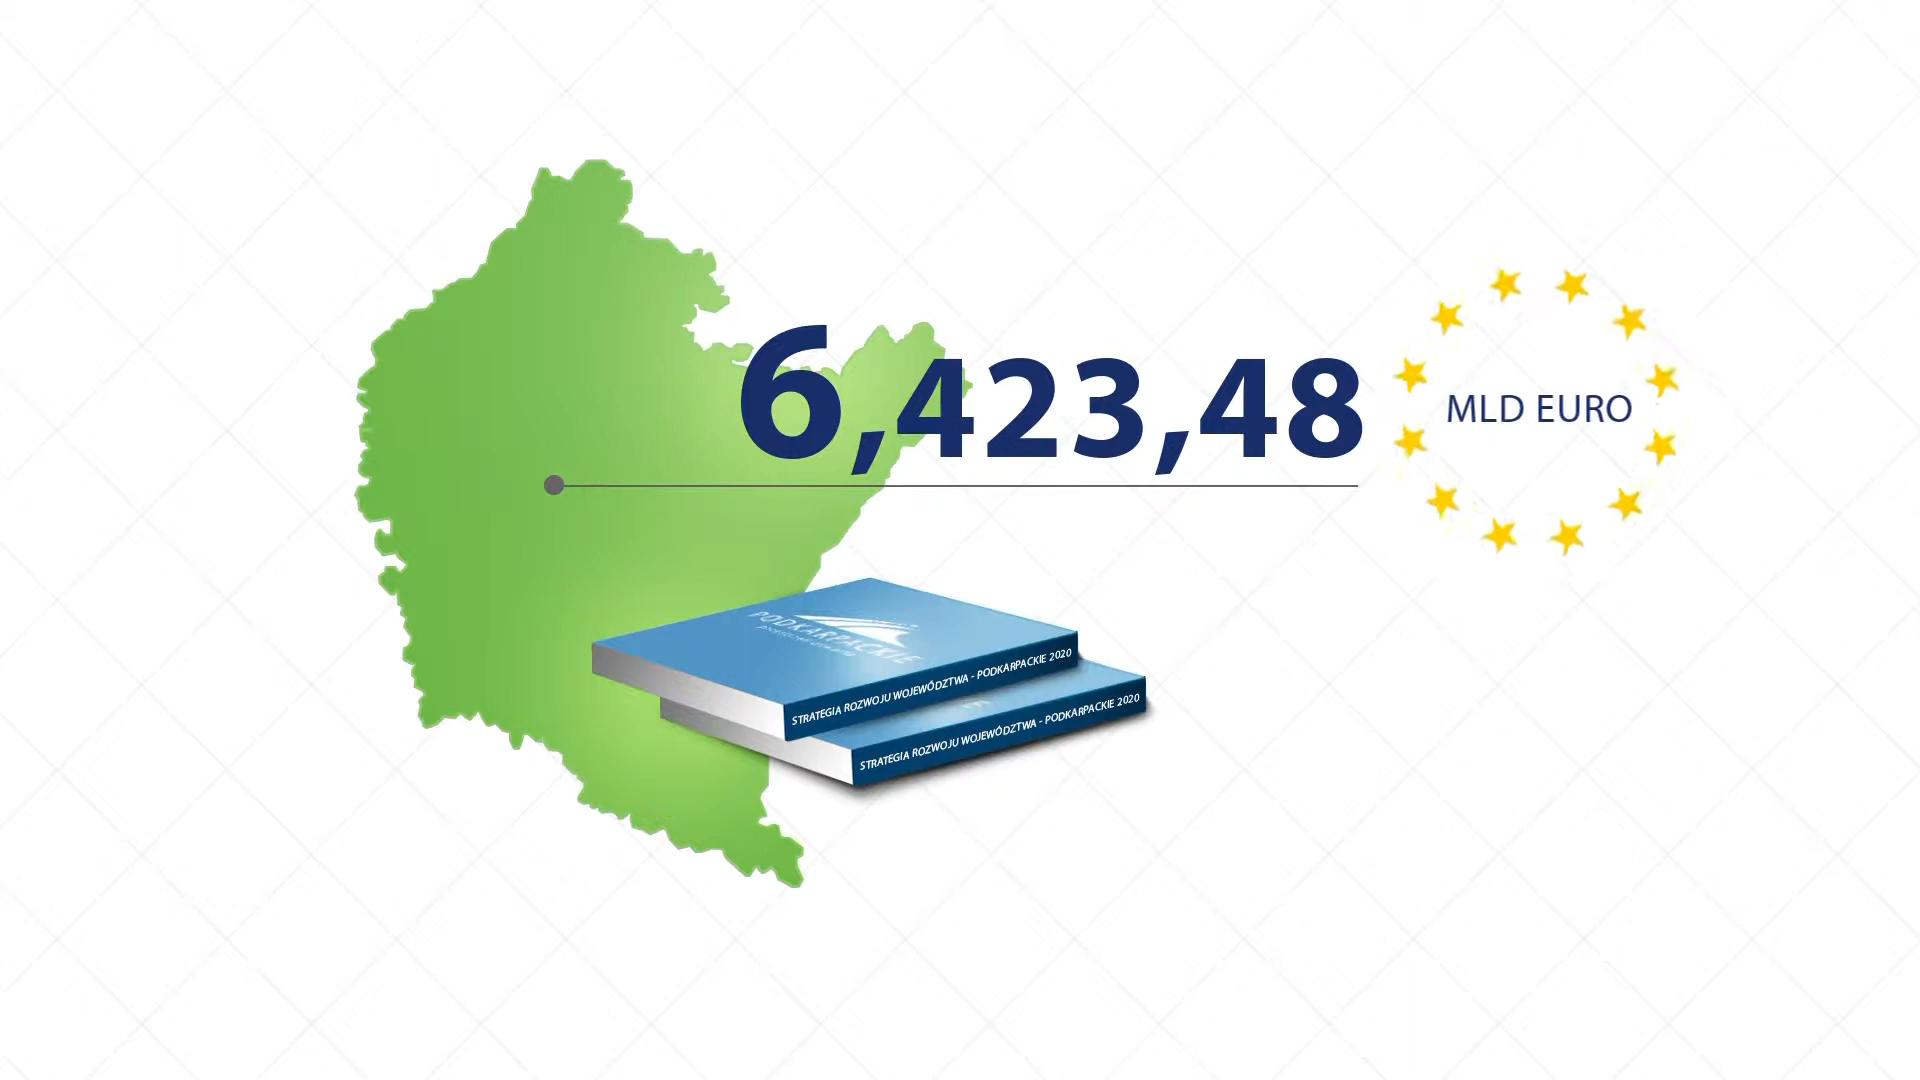 6,423,48
MLD EURO
PODKARPACKIE
STRATEGIA ROZWOJU WOJEWÓDZTWA - PODKARPACKIE 2020
STRATEGIA ROZWOJU WOJEWÓDZTWA - PODKARPACKIE 2020